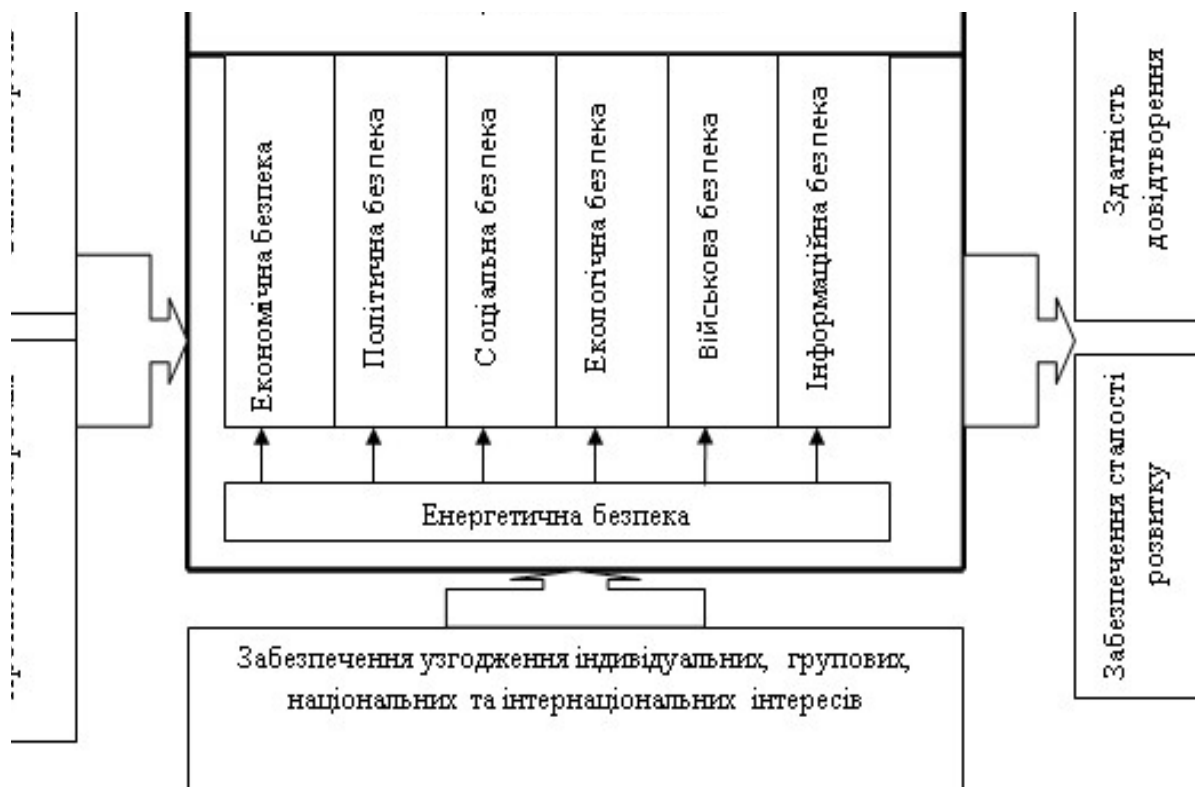 Економічна безпека
Політична безпека
Соціальна безпека
Екологічна безпека
Військова безпека
Інформаційна безпека
Енергетична безпека
Забезпечення узгодження індивідуальних, групових,
національних та інтернаціональних інтересів
Здатність
довідтворення
Забезпечення сталості
розвитку